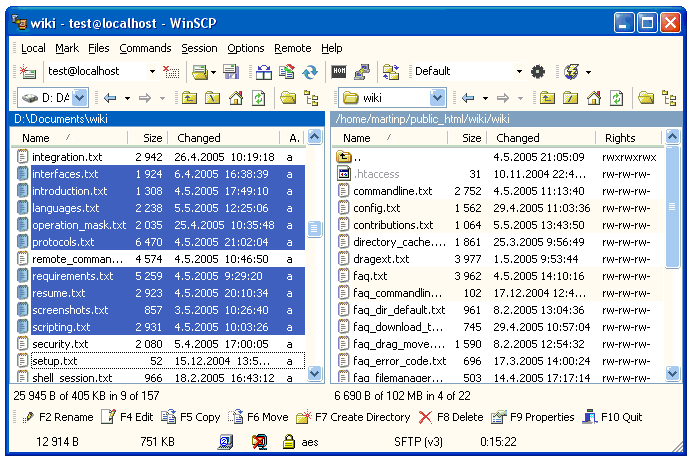 wiki - test@localhost - WinSCP
Local Mark Files Commands Session Options Remote Help
test@localhost Default
D: DA wiki
D:\Documents\wiki /home/martinp/public_html/wiki/wiki
Name Size Changed A. Name Size Changed Rights
integration.txt 2 942 26.4.2005 10:19:18 a .. 4.5.2005 21:05:09 rwxrwxrwx
interfaces.txt 1 924 6.4.2005 16:38:39 a .htaccess 31 10.11.2004 22:4... rw-rw-rw-
introduction.txt 1 308 4.5.2005 17:49:10 a commandline.txt 2 752 4.5.2005 11:13:40 rw-rw-rw-
languages.txt 2 238 5.5.2005 12:25:06 a config.txt 1 562 29.4.2005 11:03:36 rw-rw-rw-
operation_mask.txt 2 035 25.4.2005 10:35:48 a contributions.txt 1 064 5.5.2005 13:43:50 rw-rw-rw-
protocols.txt 6 470 4.5.2005 21:02:04 a directory_cache.... 1 861 25.3.2005 9:56:49 rw-rw-rw-
remote_comman... 4 574 4.5.2005 10:46:50 a dragext.txt 3 977 1.5.2005 9:53:44 rw-rw-rw-
requirements.txt 5 259 4.5.2005 9:29:20 a faq.txt 3 962 4.5.2005 14:10:16 rw-rw-rw-
resume.txt 2 923 4.5.2005 20:10:34 a faq_commandlin... 102 17.12.2004 12:4... rw-rw-rw-
screenshots.txt 857 3.5.2005 10:26:40 a faq_dir_default.txt 961 8.2.2005 13:04:36 rw-rw-rw-
scripting.txt 2 931 4.5.2005 10:03:26 a faq_download_t... 745 29.4.2005 10:57:04 rw-rw-rw-
security.txt 2 080 5.4.2005 17:00:05 a faq_drag_move.... 1 590 8.2.2005 12:54:32 rw-rw-rw-
setup.txt 52 15.12.2004 13:5... a faq_error_code.txt 696 17.3.2005 14:00:24 rw-rw-rw-
shell_session.txt 966 18.2.2005 16:43:12 a faq_filemanager... 503 14.4.2005 17:17:14 rw-rw-rw-
25 945 B of 405 KB in 9 of 157 6 690 B of 102 MB in 4 of 22
F2 Rename F4 Edit F5 Copy F6 Move F7 Create Directory F8 Delete F9 Properties F10 Quit
12 914 B 751 KB aes SFTP (v3) 0:15:22